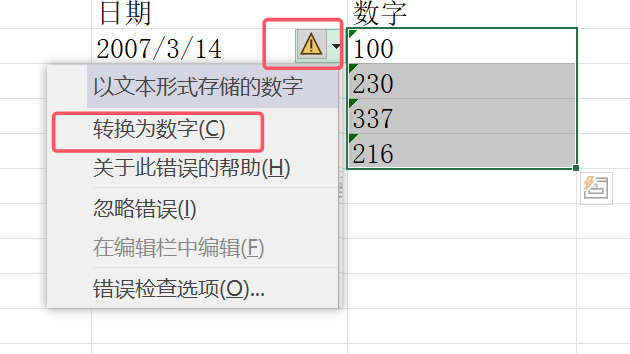 日期 数字
2007/3/14 100
以文本形式存储的数字 230
转换为数字(C) 337
关于此错误的帮助(H) 216
忽略错误(I)
在编辑栏中编辑(F)
错误检查选项(O)...